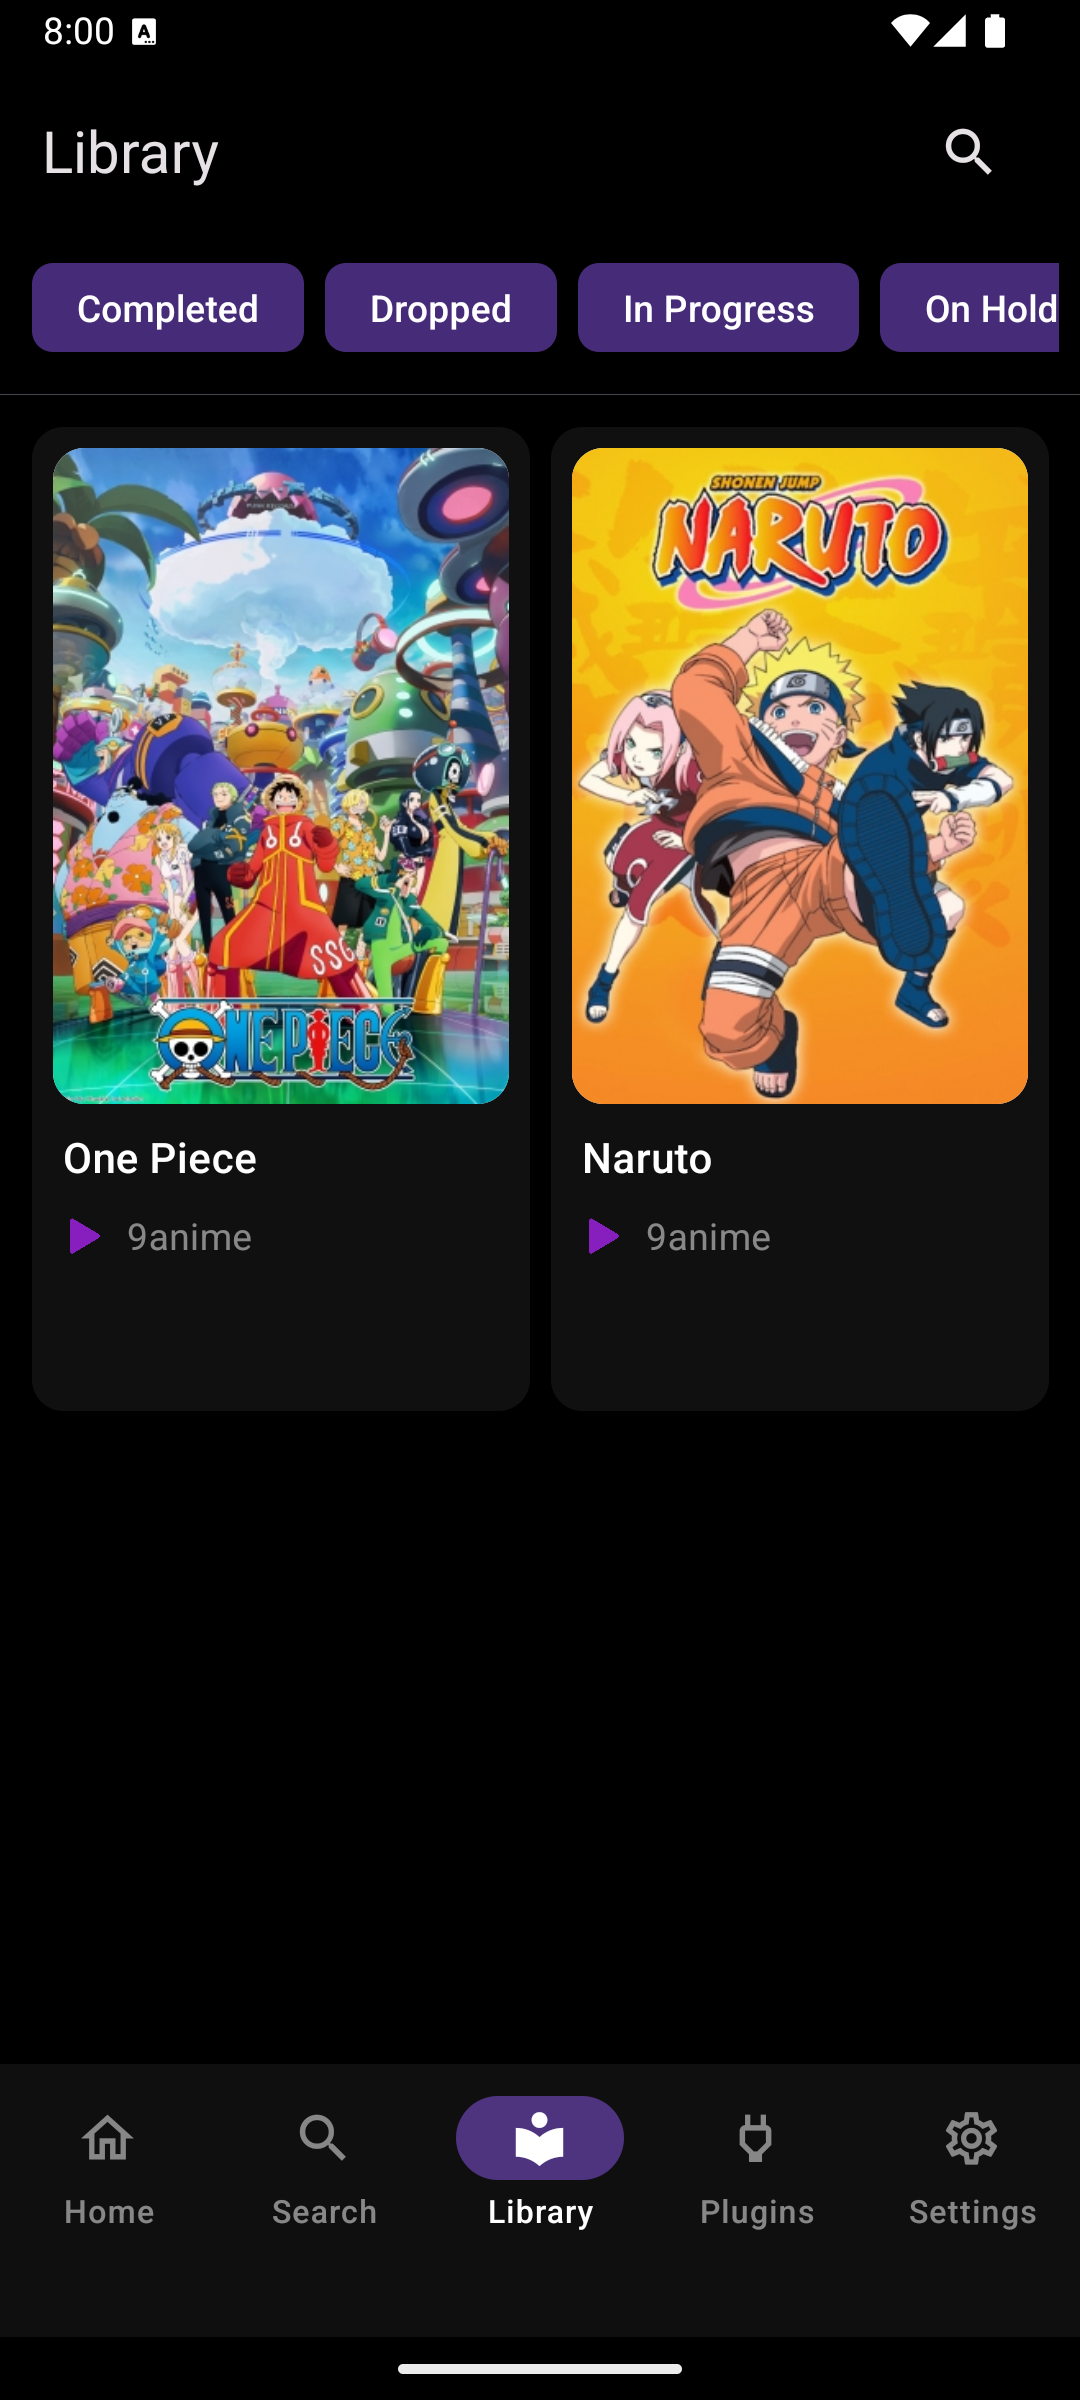 8:00
Library
Completed Dropped In Progress On Hold
SHONEN JUMP
NARUTO
SSG
ONE PIECE
One Piece Naruto
9anime 9anime
Home Search Library Plugins Settings